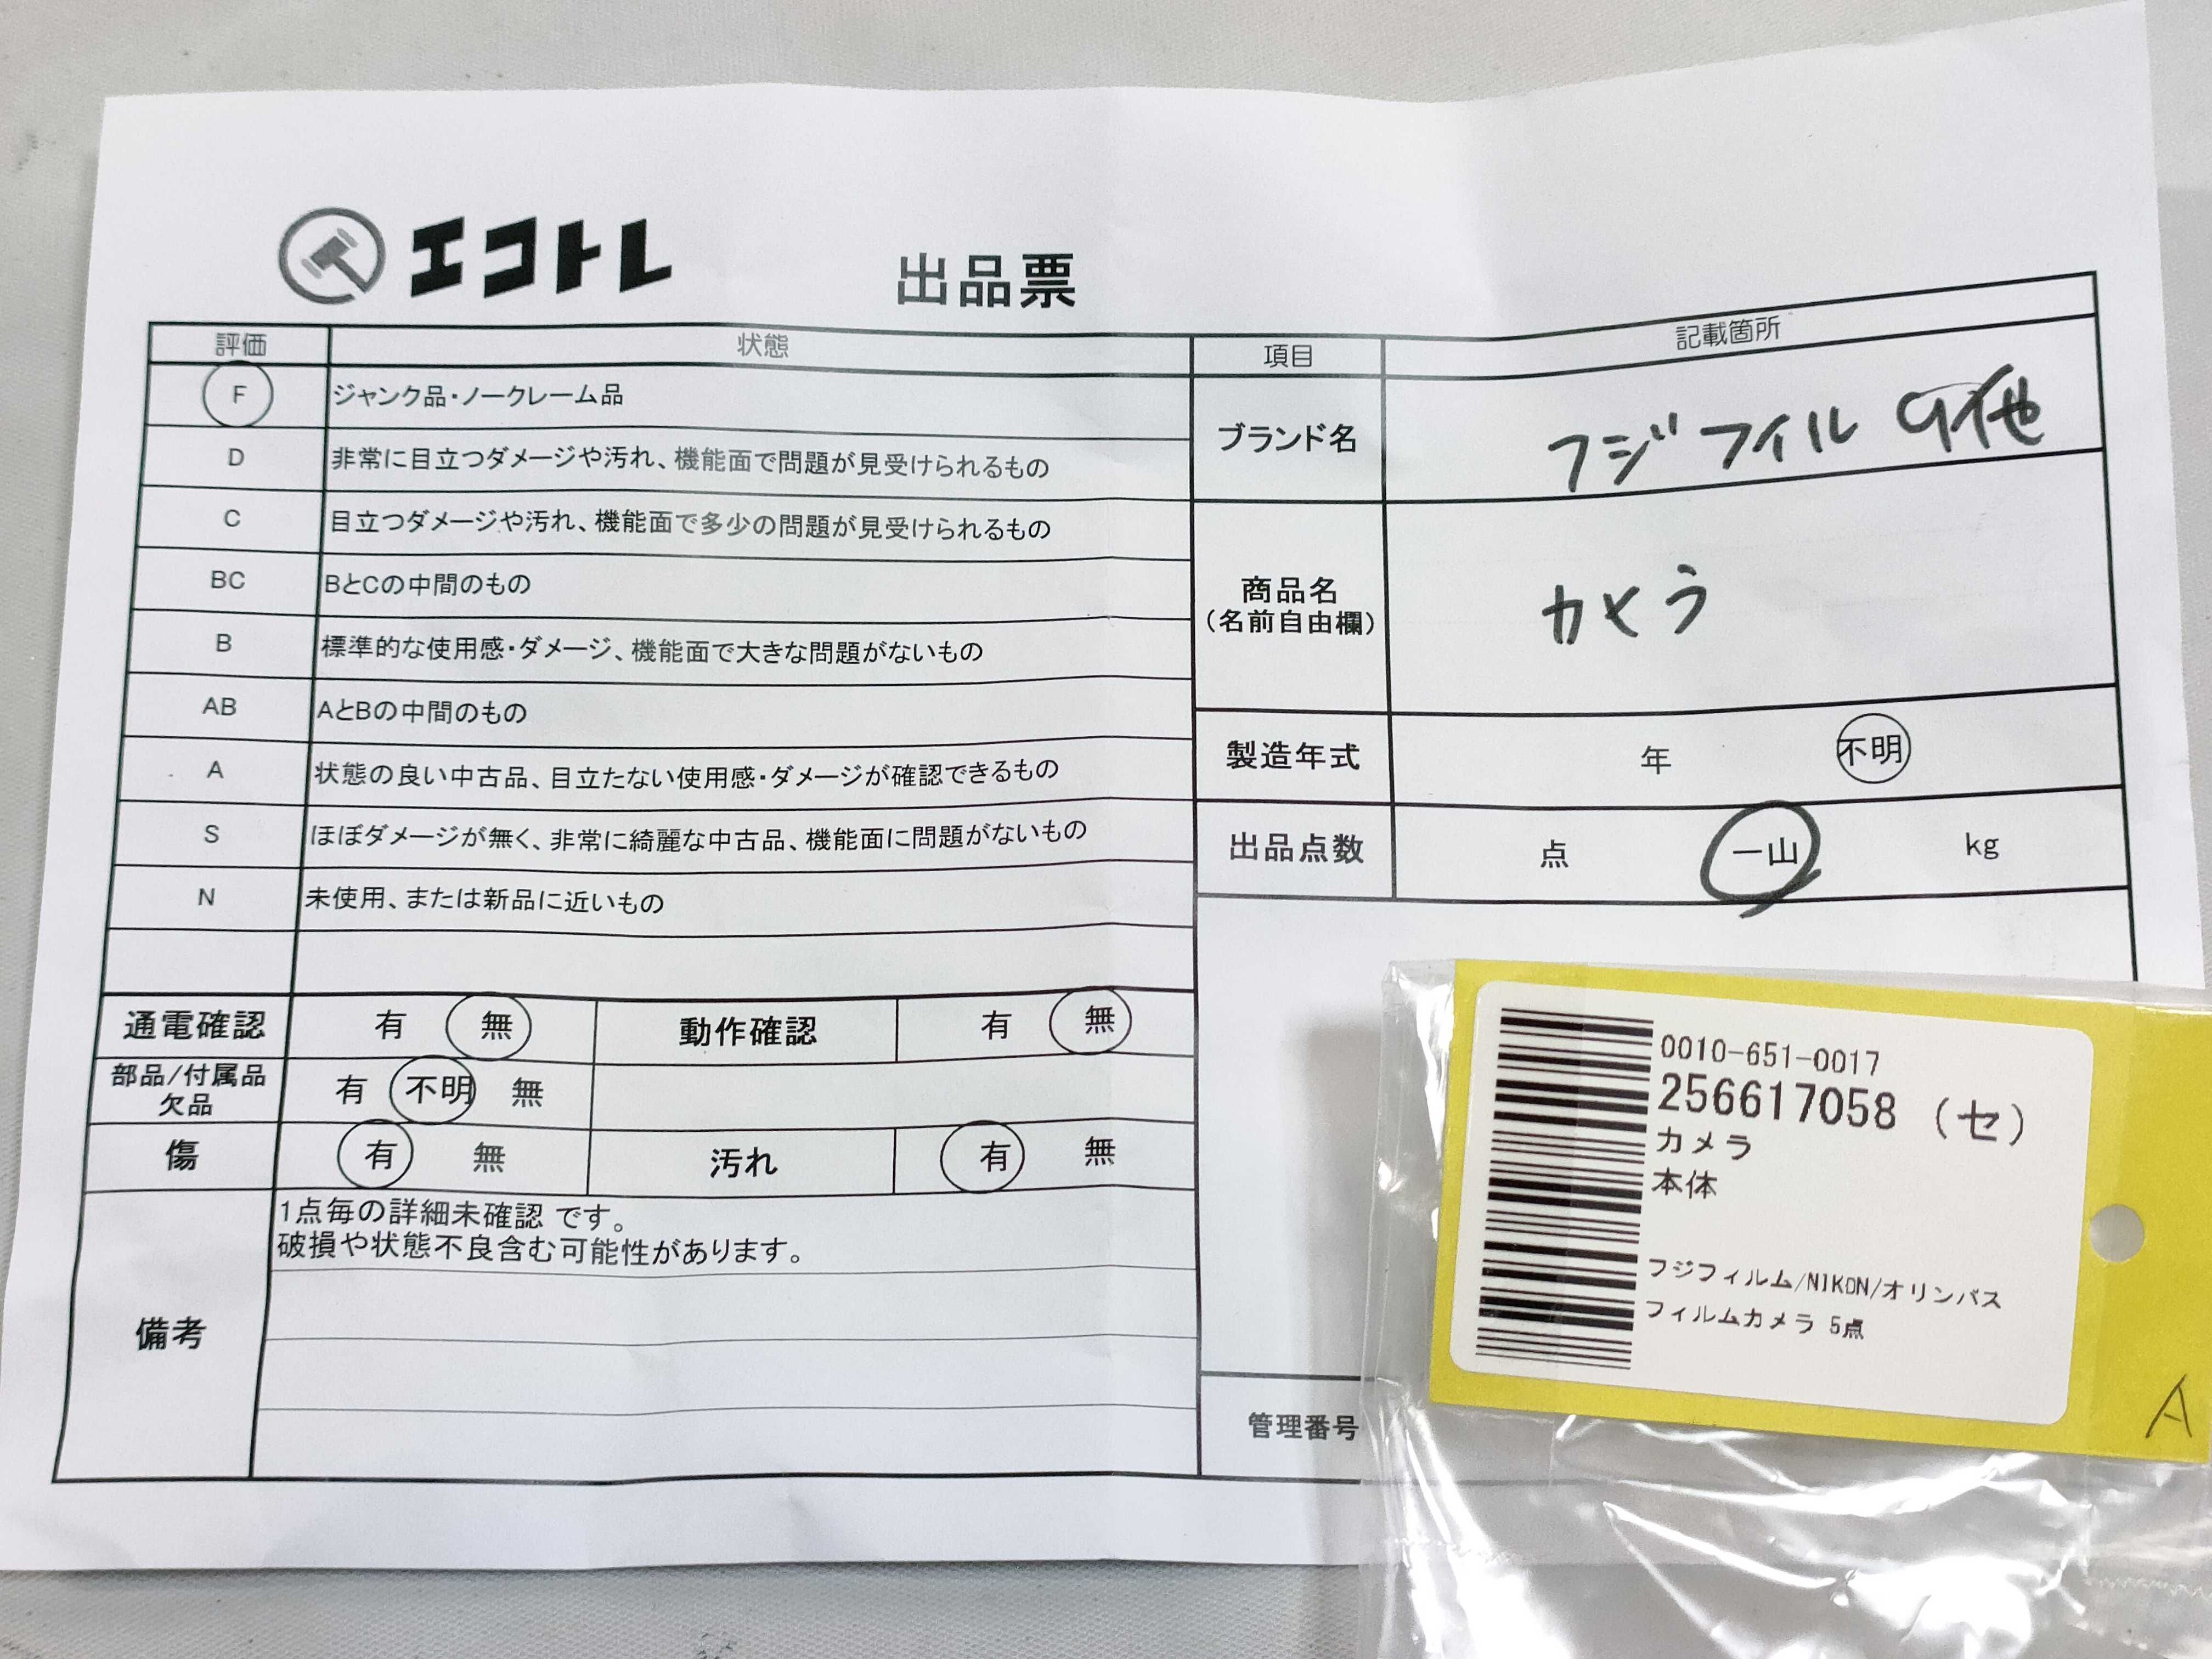 エコトレ
出品票
評価 状態
F ジャンク品・ノークレーム品
D 非常に目立つダメージや汚れ、機能面で問題が見受けられるもの
C 目立つダメージや汚れ、機能面で多少の問題が見受けられるもの
BC BとCの中間のもの
B 標準的な使用感・ダメージ、機能面で大きな問題がないもの
AB AとBの中間のもの
A 状態の良い中古品、目立たない使用感・ダメージが確認できるもの
S ほぼダメージが無く、非常に綺麗な中古品、機能面に問題がないもの
N 未使用、または新品に近いもの
通電確認 有 無 動作確認 有 無
部品/付属品 欠品 有 不明 無
傷 有 無 汚れ 有 無
備考
1点毎の詳細未確認 です。
破損や状態不良含む可能性があります。
項目 記載箇所
ブランド名 フジフイル 他
商品名
(名前自由欄)
カメラ
製造年式 年 不明
出品点数 点 一山 kg
管理番号
0010-651-0017
256617058 (セ)
カメラ
本体
フジフィルム/NIKON/オリンパス
フィルムカメラ 5点
A